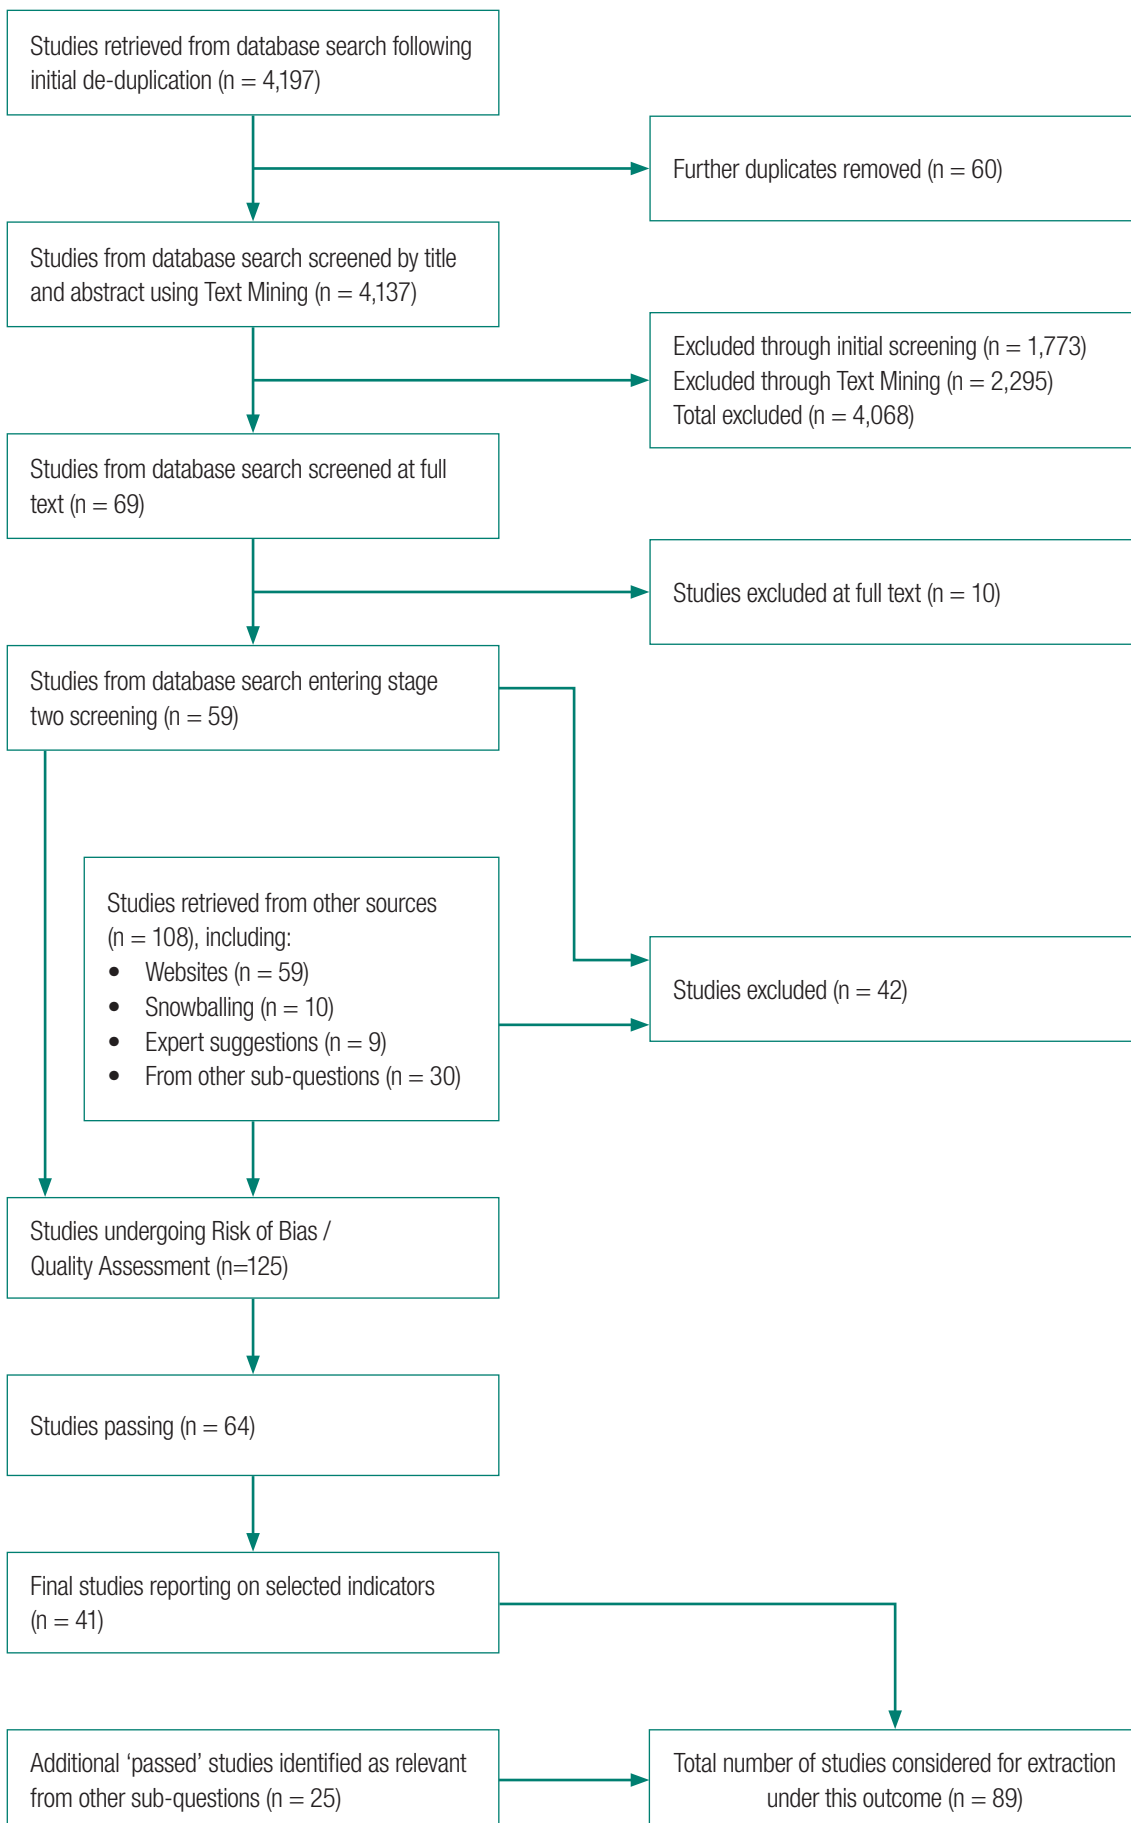 Studies retrieved from database search following
initial de-duplication (n = 4,197)
Further duplicates removed (n = 60)
Studies from database search screened by title
and abstract using Text Mining (n = 4,137)
Excluded through initial screening (n = 1,773)
Excluded through Text Mining (n = 2,295)
Total excluded (n = 4,068)
Studies from database search screened at full
text (n = 69)
Studies excluded at full text (n = 10)
Studies from database search entering stage
two screening (n = 59)
Studies retrieved from other sources
(n = 108), including:
• Websites (n = 59)
• Snowballing (n = 10)
• Expert suggestions (n = 9)
• From other sub-questions (n = 30)
Studies excluded (n = 42)
Studies undergoing Risk of Bias /
Quality Assessment (n=125)
Studies passing (n = 64)
Final studies reporting on selected indicators
(n = 41)
Additional ‘passed’ studies identified as relevant
from other sub-questions (n = 25)
Total number of studies considered for extraction
under this outcome (n = 89)